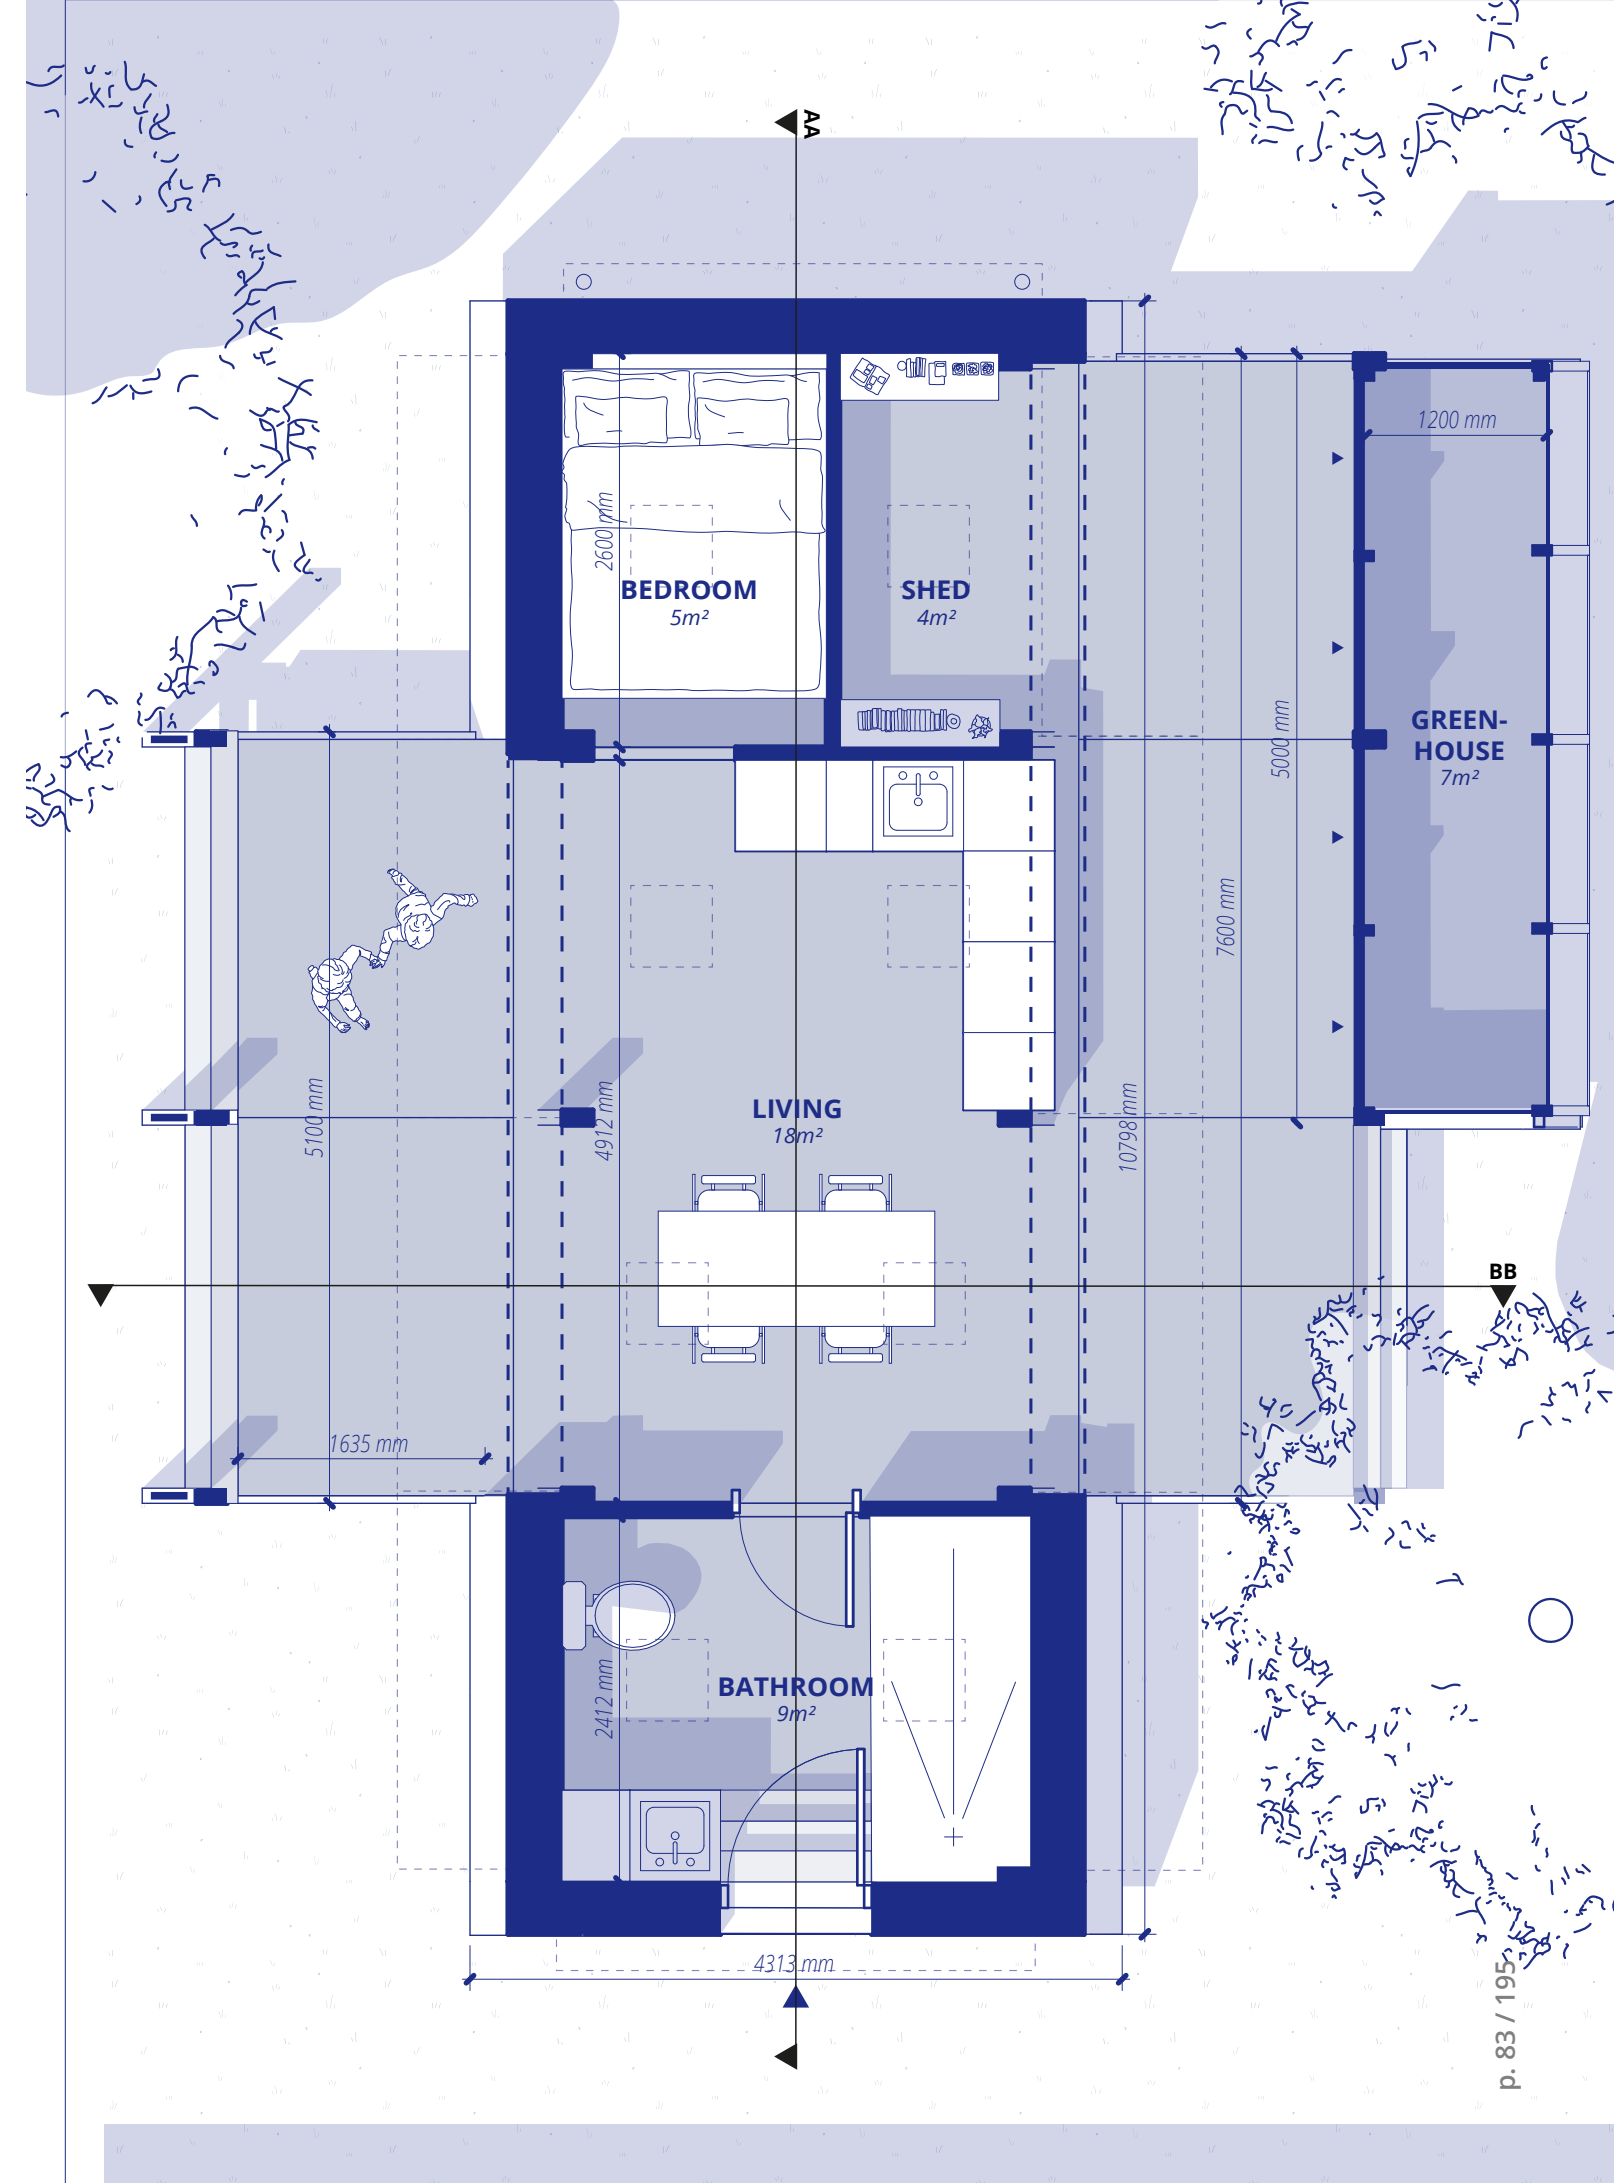 AA
1200 mm
2600 mm
BEDROOM
5m²
SHED
4m²
GREEN-
HOUSE
7m²
5000 mm
7600 mm
5100 mm
4912 mm
LIVING
18m²
10798 mm
BB
1635 mm
2412 mm
BATHROOM
9m²
4313 mm
p. 83 / 195